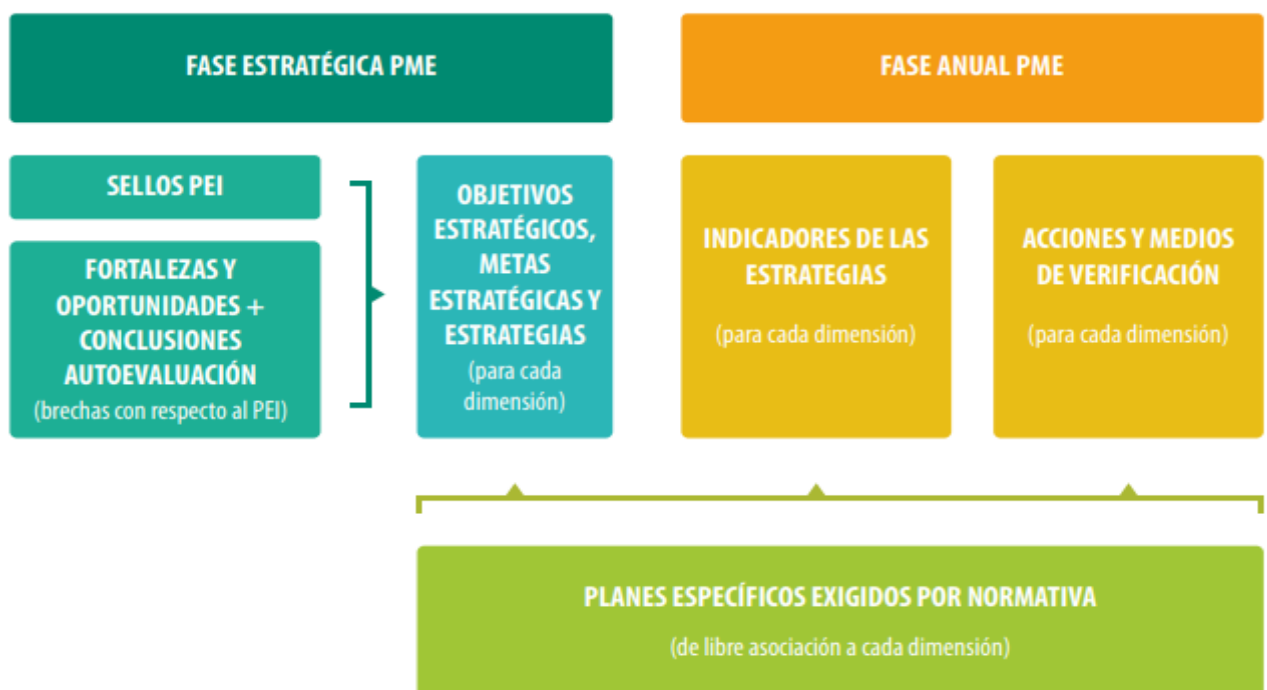 FASE ESTRATÉGICA PME
FASE ANUAL PME
SELLOS PEI
FORTALEZAS Y
OPORTUNIDADES +
CONCLUSIONES
AUTOEVALUACIÓN
(brechas con respecto al PEI)
OBJETIVOS
ESTRATÉGICOS,
METAS
ESTRATÉGICAS Y
ESTRATEGIAS
(para cada
dimensión)
INDICADORES DE LAS
ESTRATEGIAS
(para cada dimensión)
ACCIONES Y MEDIOS
DE VERIFICACIÓN
(para cada dimensión)
PLANES ESPECÍFICOS EXIGIDOS POR NORMATIVA
(de libre asociación a cada dimensión)